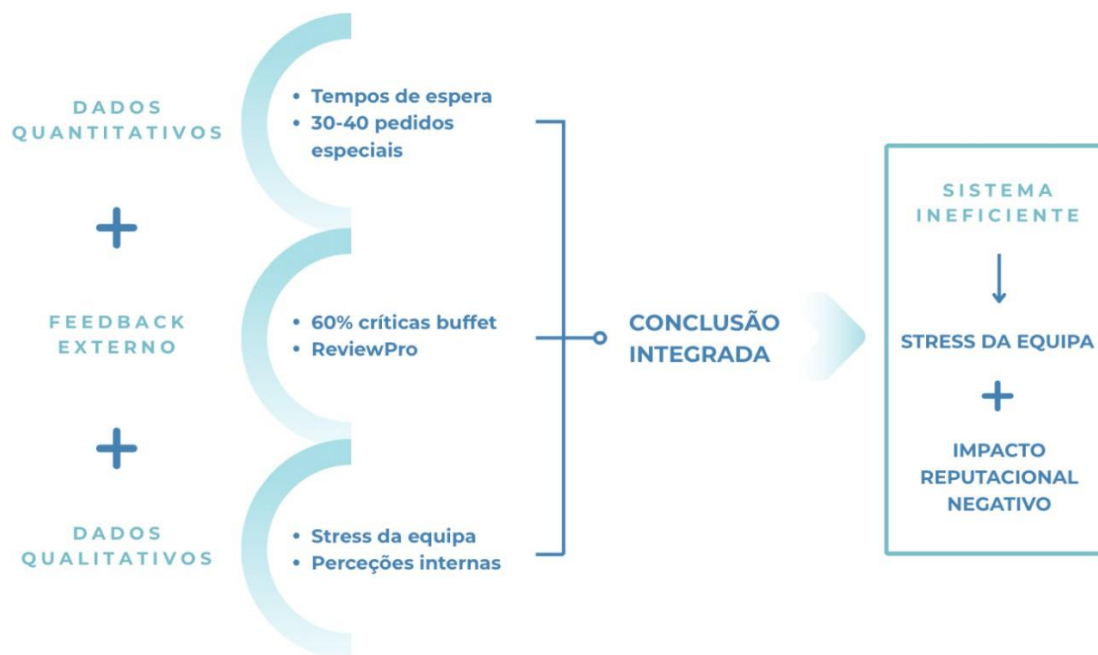 DADOS
QUANTITATIVOS
• Tempos de espera
• 30-40 pedidos
especiais
+
FEEDBACK
EXTERNO
• 60% críticas buffet
• ReviewPro
+
DADOS
QUALITATIVOS
• Stress da equipa
• Perceções internas
CONCLUSÃO
INTEGRADA
SISTEMA
INEFICIENTE
STRESS DA EQUIPA
+
IMPACTO
REPUTACIONAL
NEGATIVO